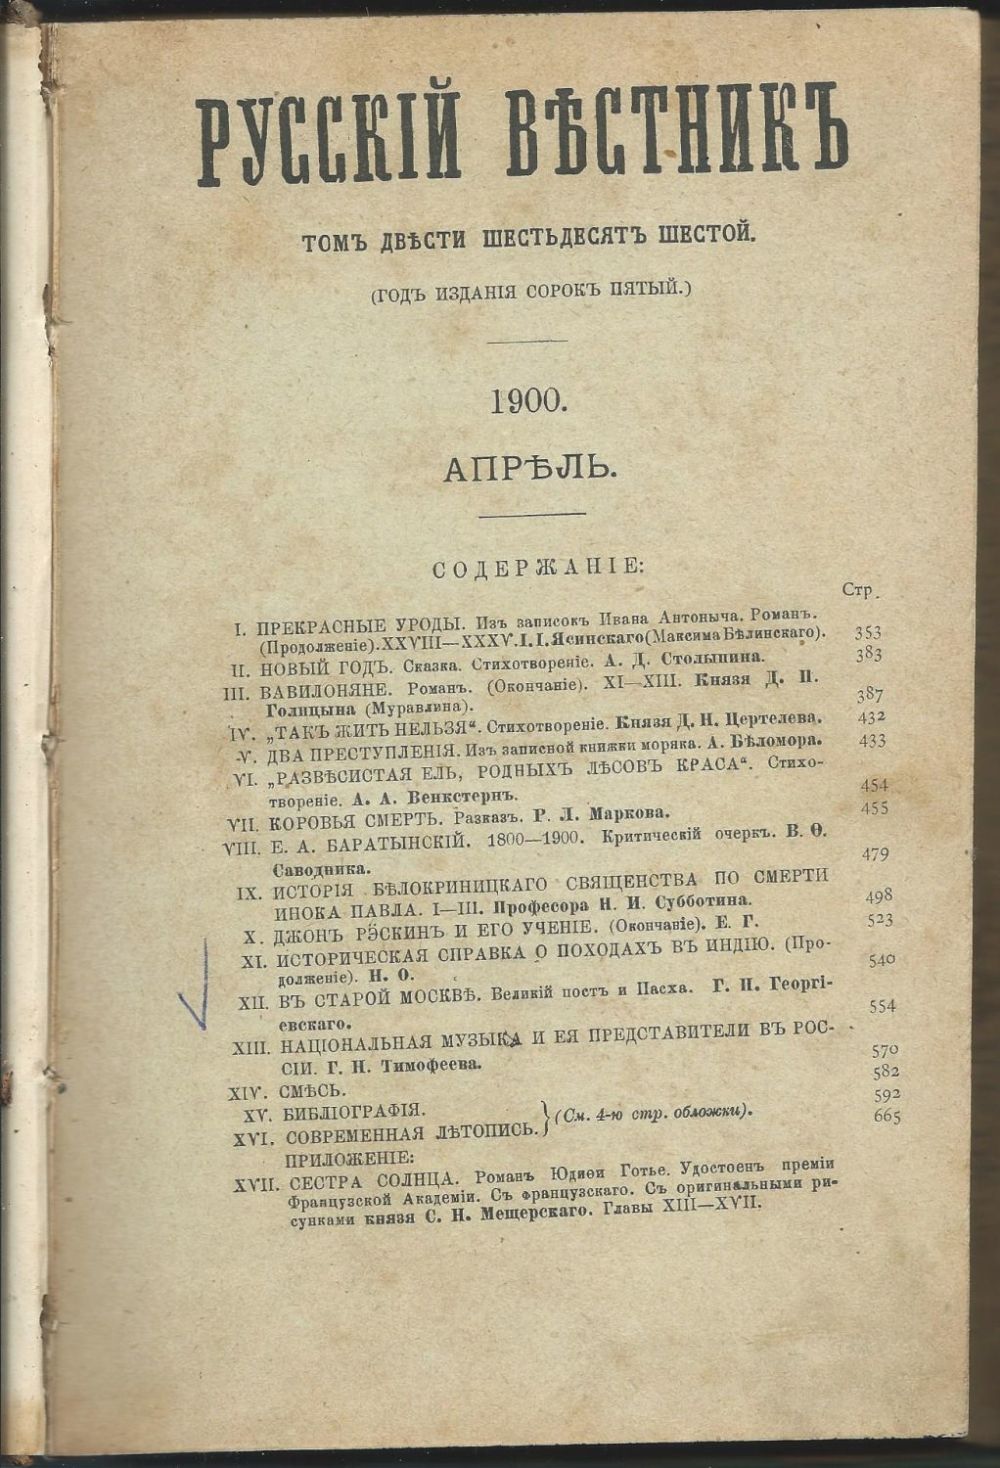 РУССКІЙ ВѢСТНИКЪ
ТОМЪ ДВѢСТИ ШЕСТЬДЕСЯТЪ ШЕСТОЙ.
(ГОДЪ ИЗДАНІЯ СОРОКЪ ПЯТЫЙ.)
1900.
АПРѢЛЬ.
СОДЕРЖАНІЕ:
Стр.
I. ПРЕКРАСНЫЕ УРОДЫ. Изъ записокъ Ивана Антоныча. Романъ.
(Продолженіе). XXVIII—XXXV. I. I. Ясинскаго (Максима Бѣлинскаго). 353
II. НОВЫЙ ГОДЪ. Сказка. Стихотвореніе. А. Д. Столыпина. 383
III. ВАВИЛОНЯНЕ. Романъ. (Окончаніе). XI—XIII. Князя Д. П.
Голицына (Муравлина). 387
IV. „ТАКЪ ЖИТЬ НЕЛЬЗЯ“. Стихотвореніе. Князя Д. Н. Цертелева. 432
V. ДВА ПРЕСТУПЛЕНІЯ. Изъ записной книжки моряка. А. Бѣломора. 433
VI. „РАЗВѢСИСТАЯ ЕЛЬ, РОДНЫХЪ ЛѢСОВЪ КРАСА“. Стихо-
твореніе. А. А. Венкстернъ. 454
VII. КОРОВЬЯ СМЕРТЬ. Разказъ. Р. Л. Маркова. 455
VIII. Е. А. БАРАТЫНСКІЙ. 1800—1900. Критическій очеркъ. В. Ѳ.
Саводника. 479
IX. ИСТОРІЯ БѢЛОКРИНИЦКАГО СВЯЩЕНСТВА ПО СМЕРТИ
ИНОКА ПАВЛА. I—III. Профессора Н. И. Субботина. 498
X. ДЖОНЪ РЭСКИНЪ И ЕГО УЧЕНІЕ. (Окончаніе). Е. Г. 523
XI. ИСТОРИЧЕСКАЯ СПРАВКА О ПОХОДАХЪ ВЪ ИНДІЮ. (Про-
долженіе). Н. О. 540
XII. ВЪ СТАРОЙ МОСКВѢ. Великій постъ и Пасха. Г. П. Георгі-
евскаго. 554
XIII. НАЦІОНАЛЬНАЯ МУЗЫКА И ЕЯ ПРЕДСТАВИТЕЛИ ВЪ РОС-
СІИ. Г. Н. Тимофеева. 570
XIV. СМѢСЬ. 582
XV. БИБЛІОГРАФІЯ. 592
(См. 4-ю стр. обложки).
XVI. СОВРЕМЕННАЯ ЛѢТОПИСЬ. 665
ПРИЛОЖЕНІЕ:
XVII. СЕСТРА СОЛНЦА. Романъ Юдиѳи Готье. Удостоенъ преміи
Французской Академіи. Съ французскаго. Съ оригинальными ри-
сунками князя С. Н. Мещерскаго. Главы XIII—XVII.